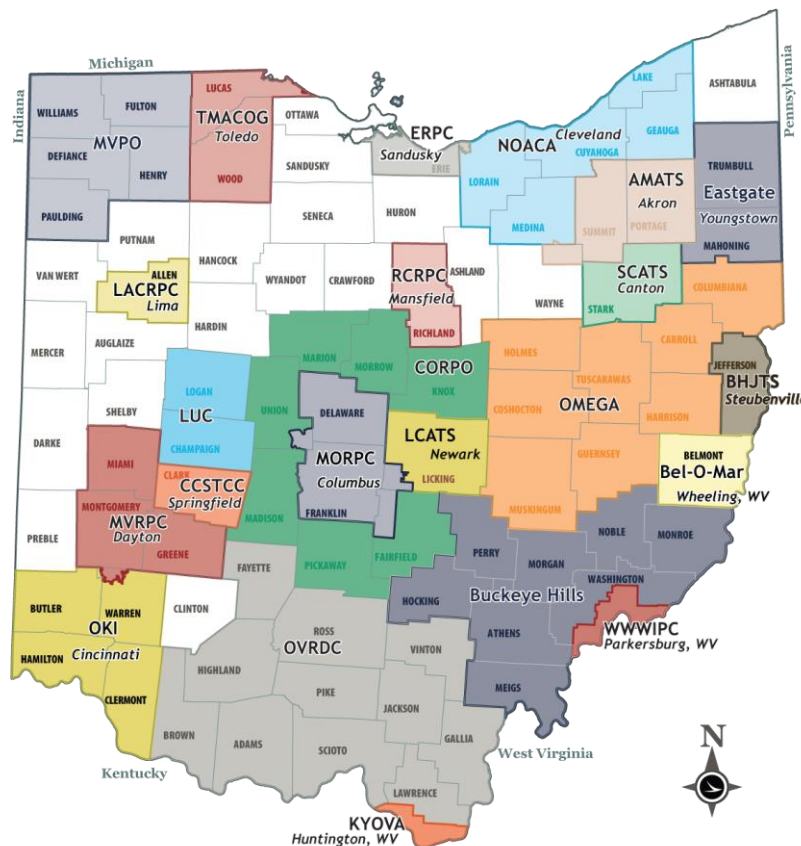 Michigan
Indiana
Pennsylvania
LUCAS
TMACOG
Toledo
WOOD
OTTAWA
SANDUSKY
SENECA
ERPC
Sandusky
ERIE
HURON
NOACA
Cleveland
LAKE
GEAUGA
CUYAHOGA
LORAIN
MEDINA
ASHTABULA
WILLIAMS
FULTON
MVPO
DEFIANCE
HENRY
PAULDING
AMATS
Akron
SUMMIT
PORTAGE
TRUMBULL
Eastgate
Youngstown
MAHONING
PUTNAM
HANCOCK
VAN WERT
ALLEN
LACRPC
Lima
WYANDOT
CRAWFORD
RCRPC
Mansfield
RICHLAND
ASHLAND
WAYNE
SCATS
Canton
STARK
COLUMBIANA
MERCER
AUGLAIZE
HARDIN
MARION
MORROW
CORPO
KNOX
UNION
HOLMES
CARROLL
TUSCARAWAS
COSHOCTON
OMEGA
HARRISON
GUERNSEY
MUSKINGUM
JEFFERSON
BHJTS
Steubenville
LOGAN
LUC
CHAMPAIGN
SHELBY
DARKE
DELAWARE
MORPC
Columbus
FRANKLIN
LCATS
Newark
LICKING
BELMONT
Bel-O-Mar
Wheeling, WV
MIAMI
CLARK
CCSTCC
Springfield
MONTGOMERY
MVRPC
Dayton
GREENE
MADISON
PREBLE
PICKAWAY
FAIRFIELD
PERRY
MORGAN
NOBLE
MONROE
WASHINGTON
HOCKING
Buckeye Hills
ATHENS
MEIGS
WWWIPC
Parkersburg, WV
FAYETTE
BUTLER
WARREN
OKI
Cincinnati
HAMILTON
CLERMONT
CLINTON
ROSS
OVRDC
VINTON
HIGHLAND
PIKE
JACKSON
BROWN
ADAMS
SCIOTO
GALLIA
LAWRENCE
KYOVA
Huntington, WV
Kentucky
West Virginia
N